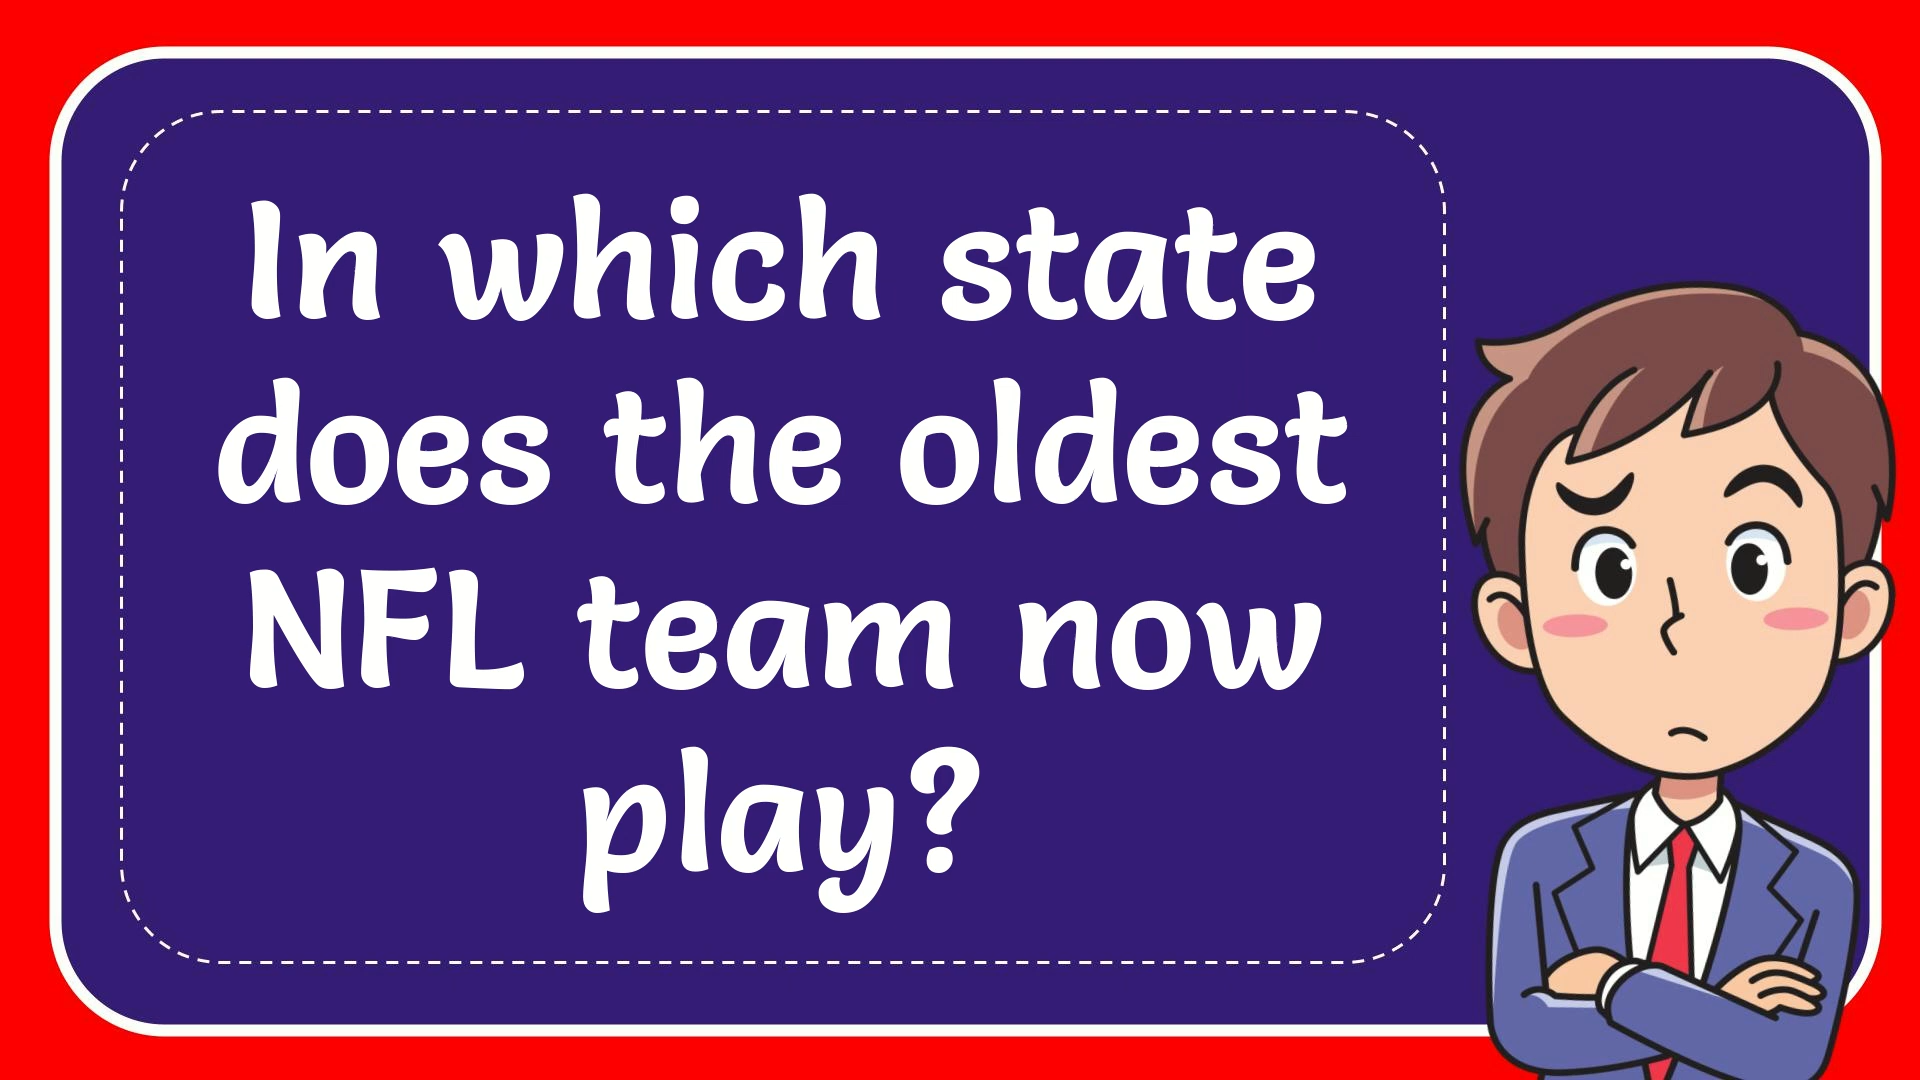 In which state
does the oldest
NFL team now
play?